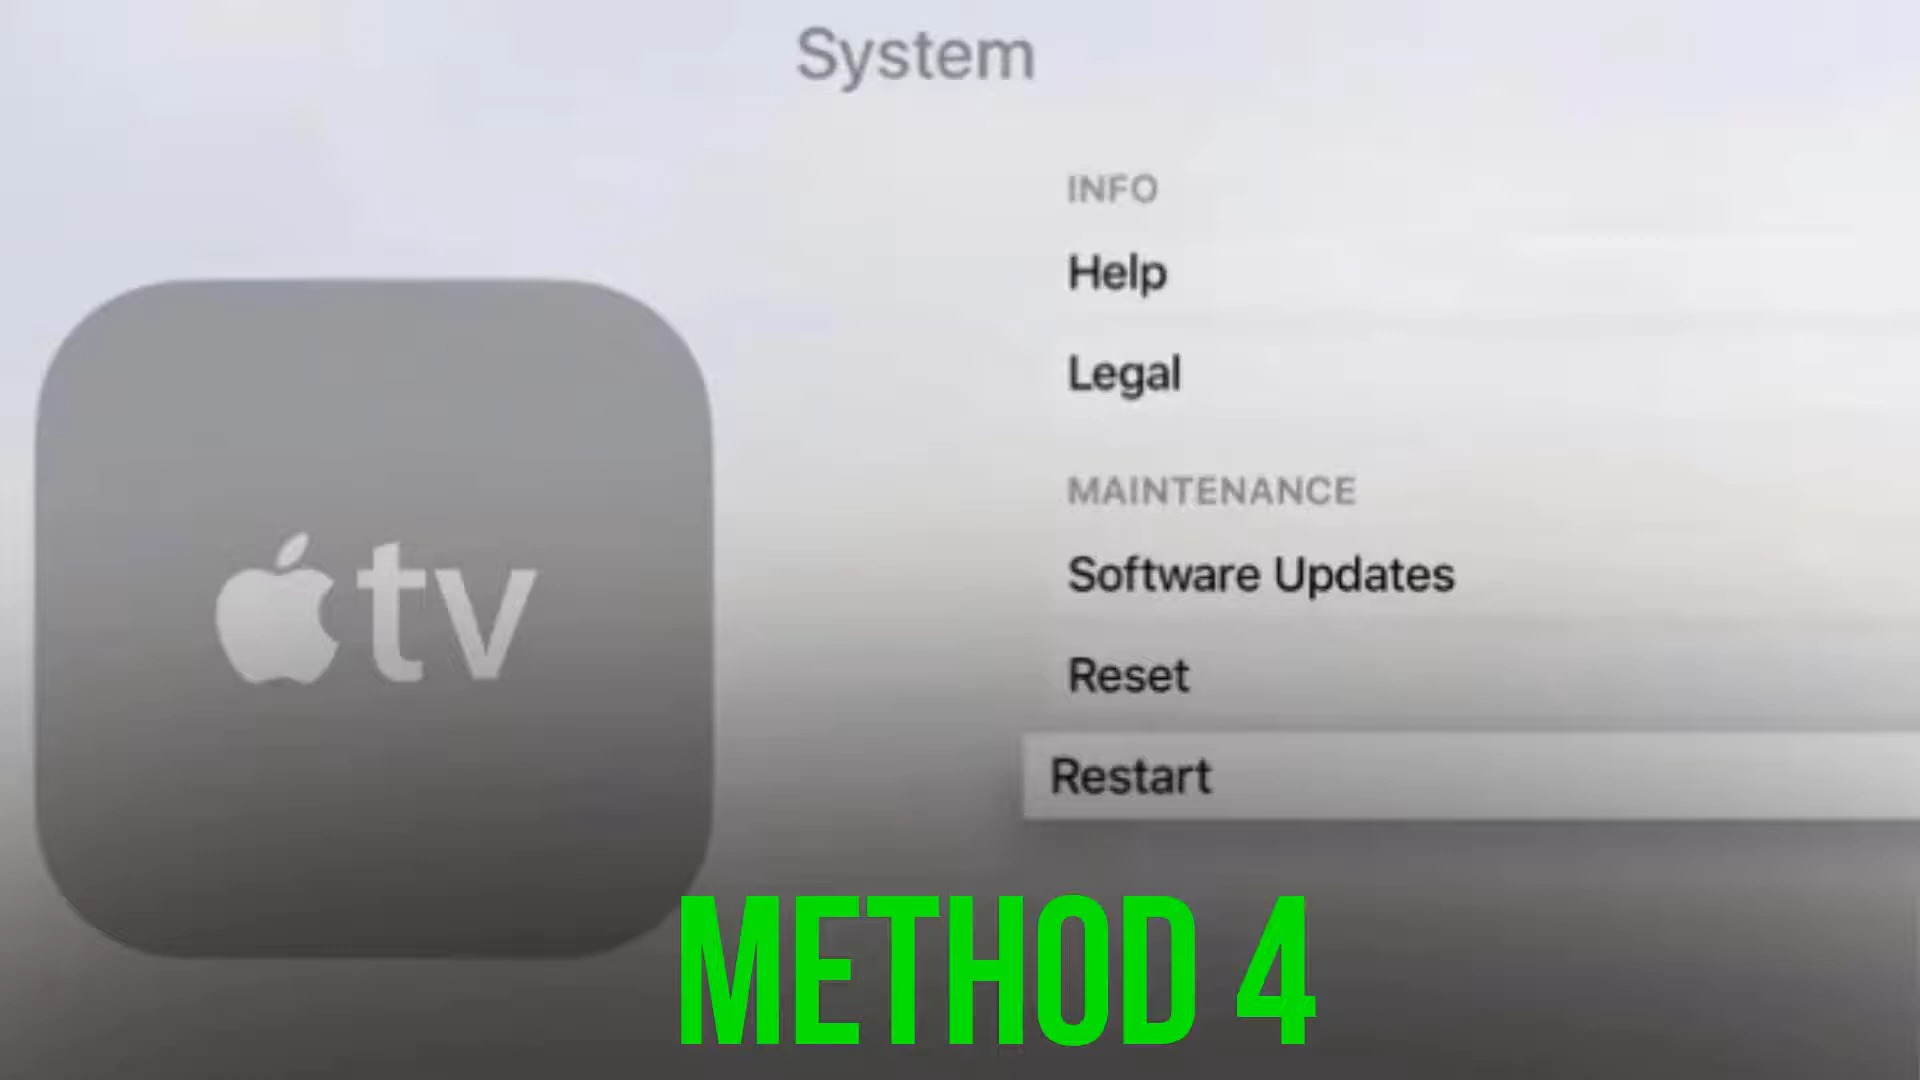 System
INFO
Help
Legal
MAINTENANCE
Software Updates
Reset
Restart
tv
METHOD 4